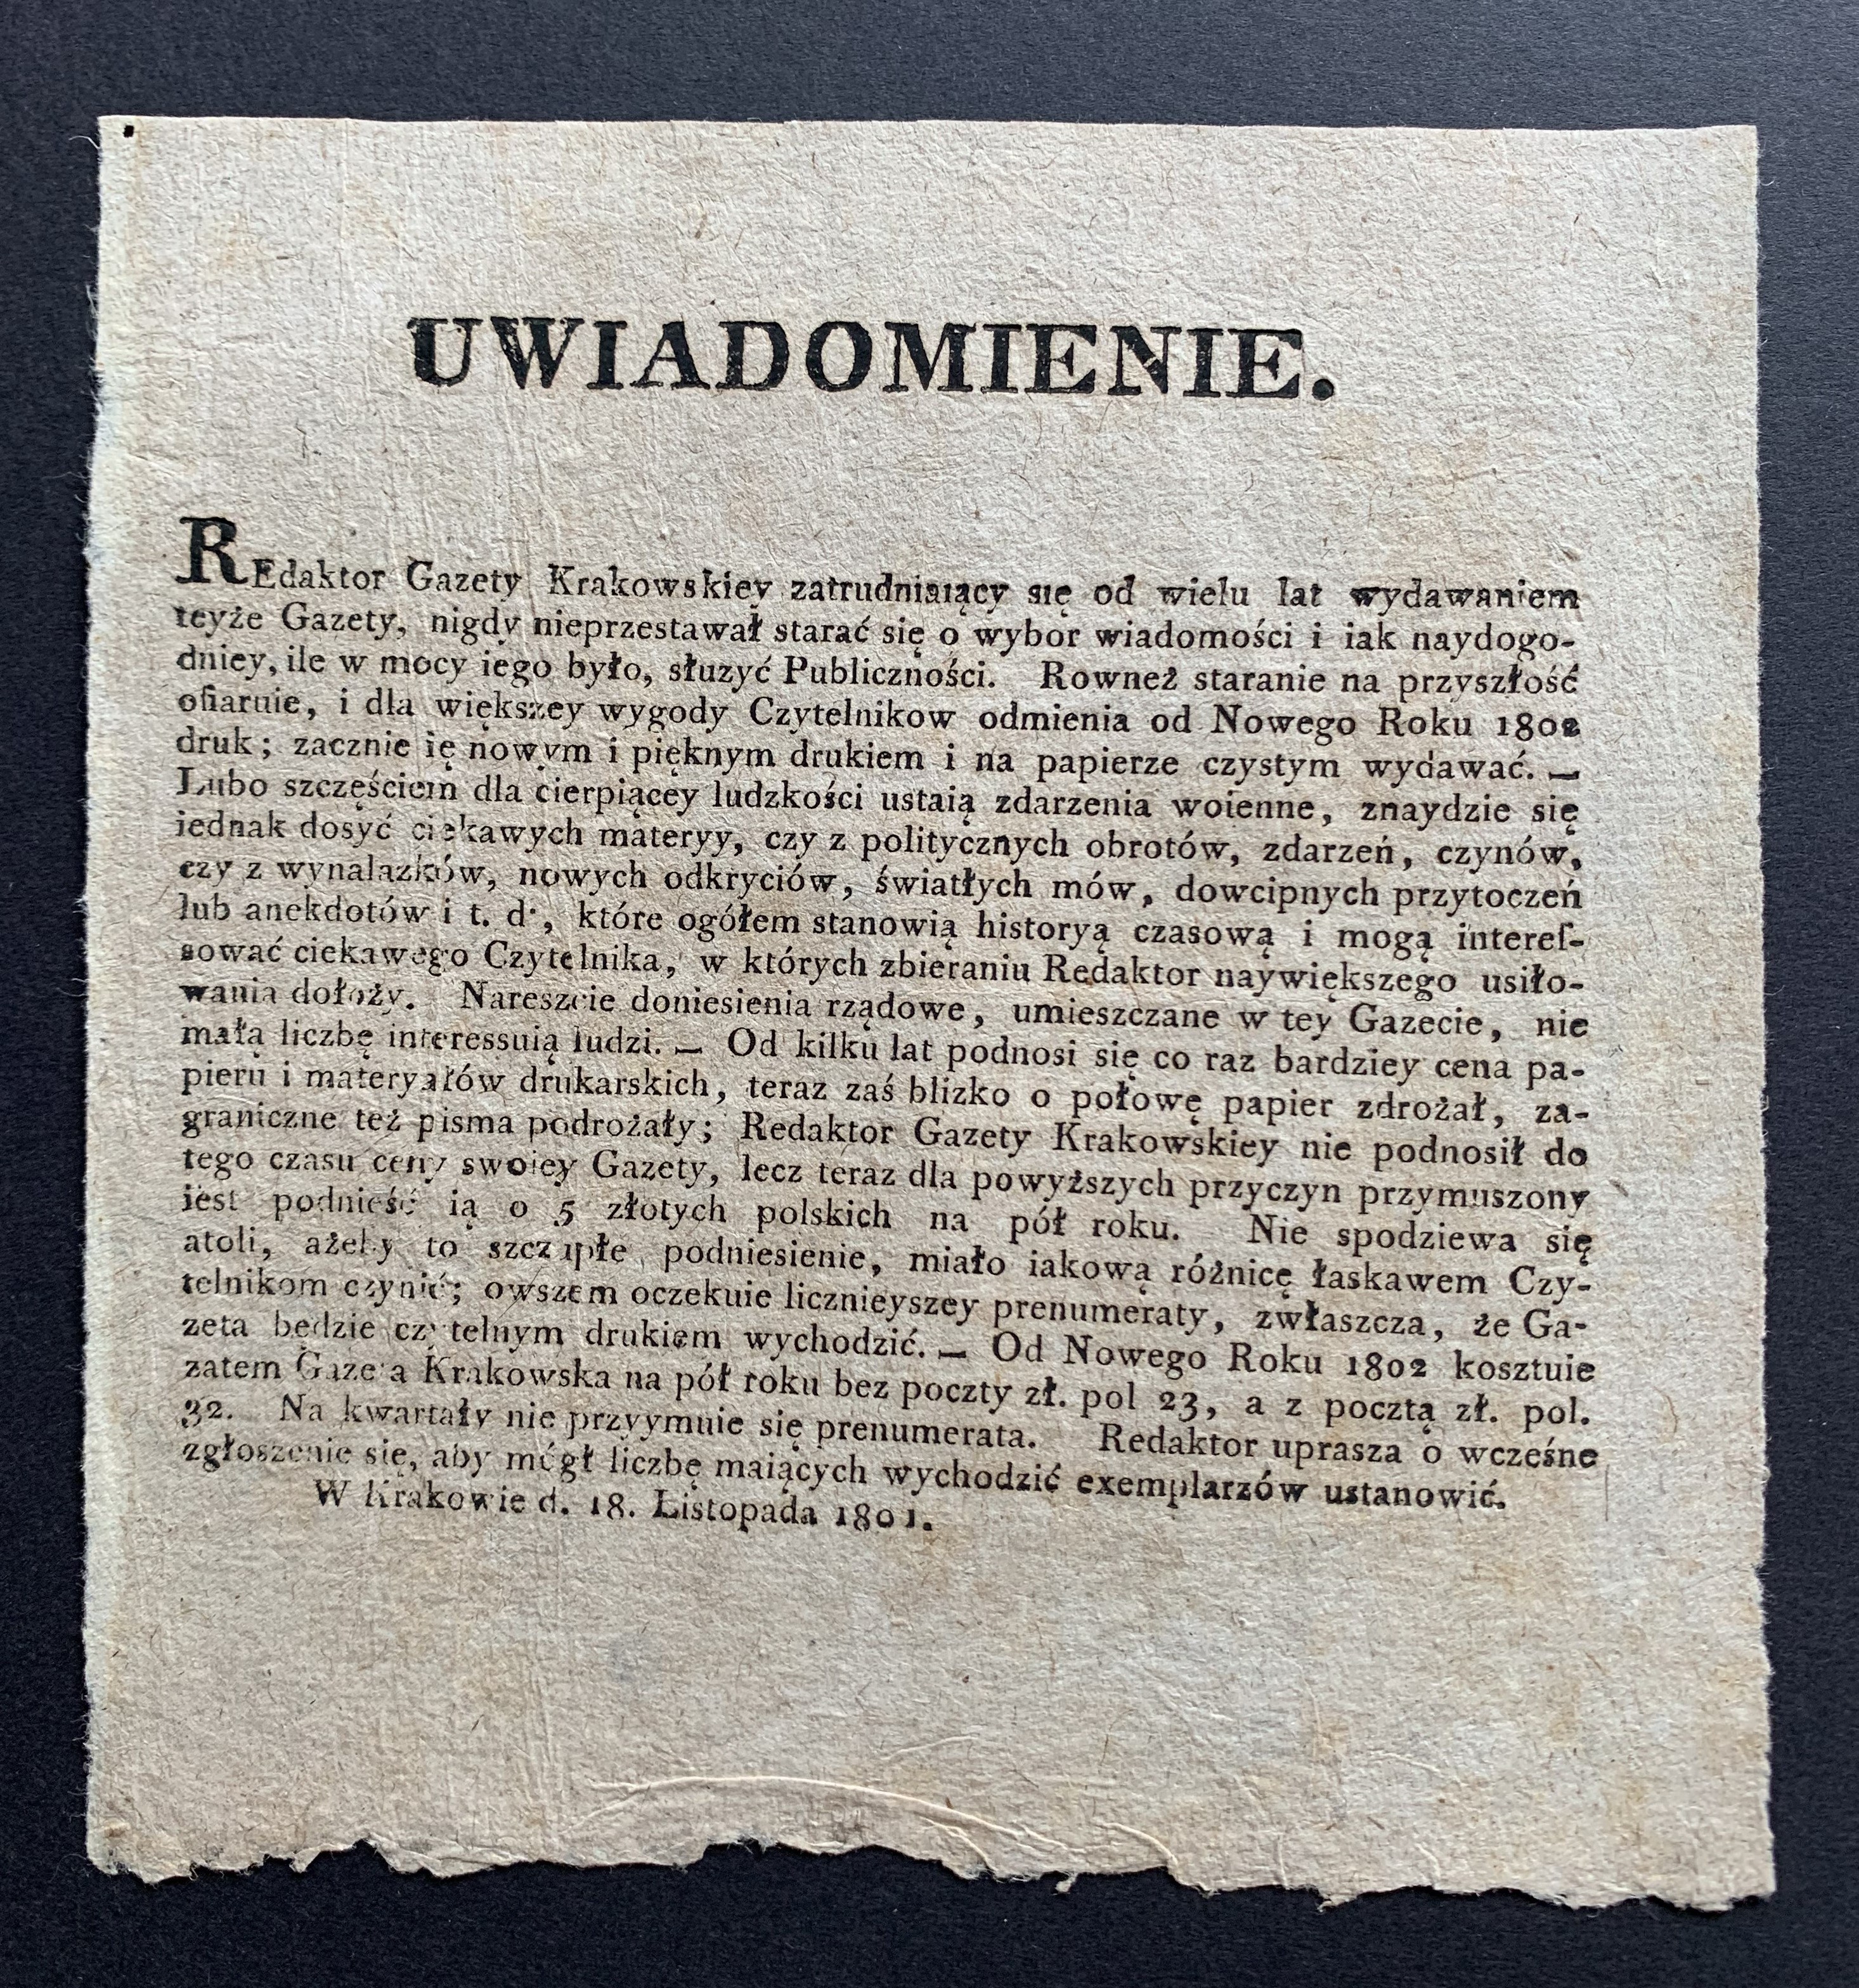 UWIADOMIENIE.
REdaktor Gazety Krakowskiey zatrudniaiący się od wielu lat wydawaniem
teyże Gazety, nigdy nieprzestawał starać się o wybor wiadomości i iak naydogo-
dniey, ile w mocy iego było, służyć Publiczności. Rowneż staranie na przyszłość
ofiaruie, i dla większey wygody Czytelnikow odmienia od Nowego Roku 1802
druk; zacznie ię nowym i pięknym drukiem i na papierze czystym wydawać. —
Lubo szczęściem dla cierpiącey ludzkości ustaią zdarzenia woienne, znaydzie się
iednak dosyć ciekawych materyy, czy z politycznych obrotów, zdarzeń, czynów,
czy z wynalazków, nowych odkryciów, światłych mów, dowcipnych przytoczeń
lub anekdotów i t. d., które ogółem stanowią historyą czasową i mogą intereſ-
sować ciekawego Czytelnika, w których zbieraniu Redaktor naywiększego usiło-
wania dołoży. Nareszcie doniesienia rządowe, umieszczane w tey Gazecie, nie
małą liczbę interessuią ludzi. — Od kilku lat podnosi się co raz bardziey cena pa-
pieru i materyałów drukarskich, teraz zaś blizko o połowę papier zdrożał, za-
graniczne też pisma podrożały; Redaktor Gazety Krakowskiey nie podnosił do
tego czasu ceny swoiey Gazety, lecz teraz dla powyższych przyczyn przymuszony
iest podnieść ią o 5 złotych polskich na pół roku. Nie spodziewa się
atoli, ażeby to szczupłe podniesienie, miało iakową różnicę łaskawem Czy-
telnikom czynić; owszem oczekuie licznieyszey prenumeraty, zwłaszcza, że Ga-
zeta będzie czytelnym drukiem wychodzić. — Od Nowego Roku 1802 kosztuie
zatem Gazeta Krakowska na pół roku bez poczty zł. pol 23, a z pocztą zł. pol.
32. Na kwartały nie przyymuie się prenumerata. Redaktor uprasza o wcześne
zgłoszenie się, aby mógł liczbę maiących wychodzić exemplarzów ustanowić.
W Krakowie d. 18. Listopada 1801.